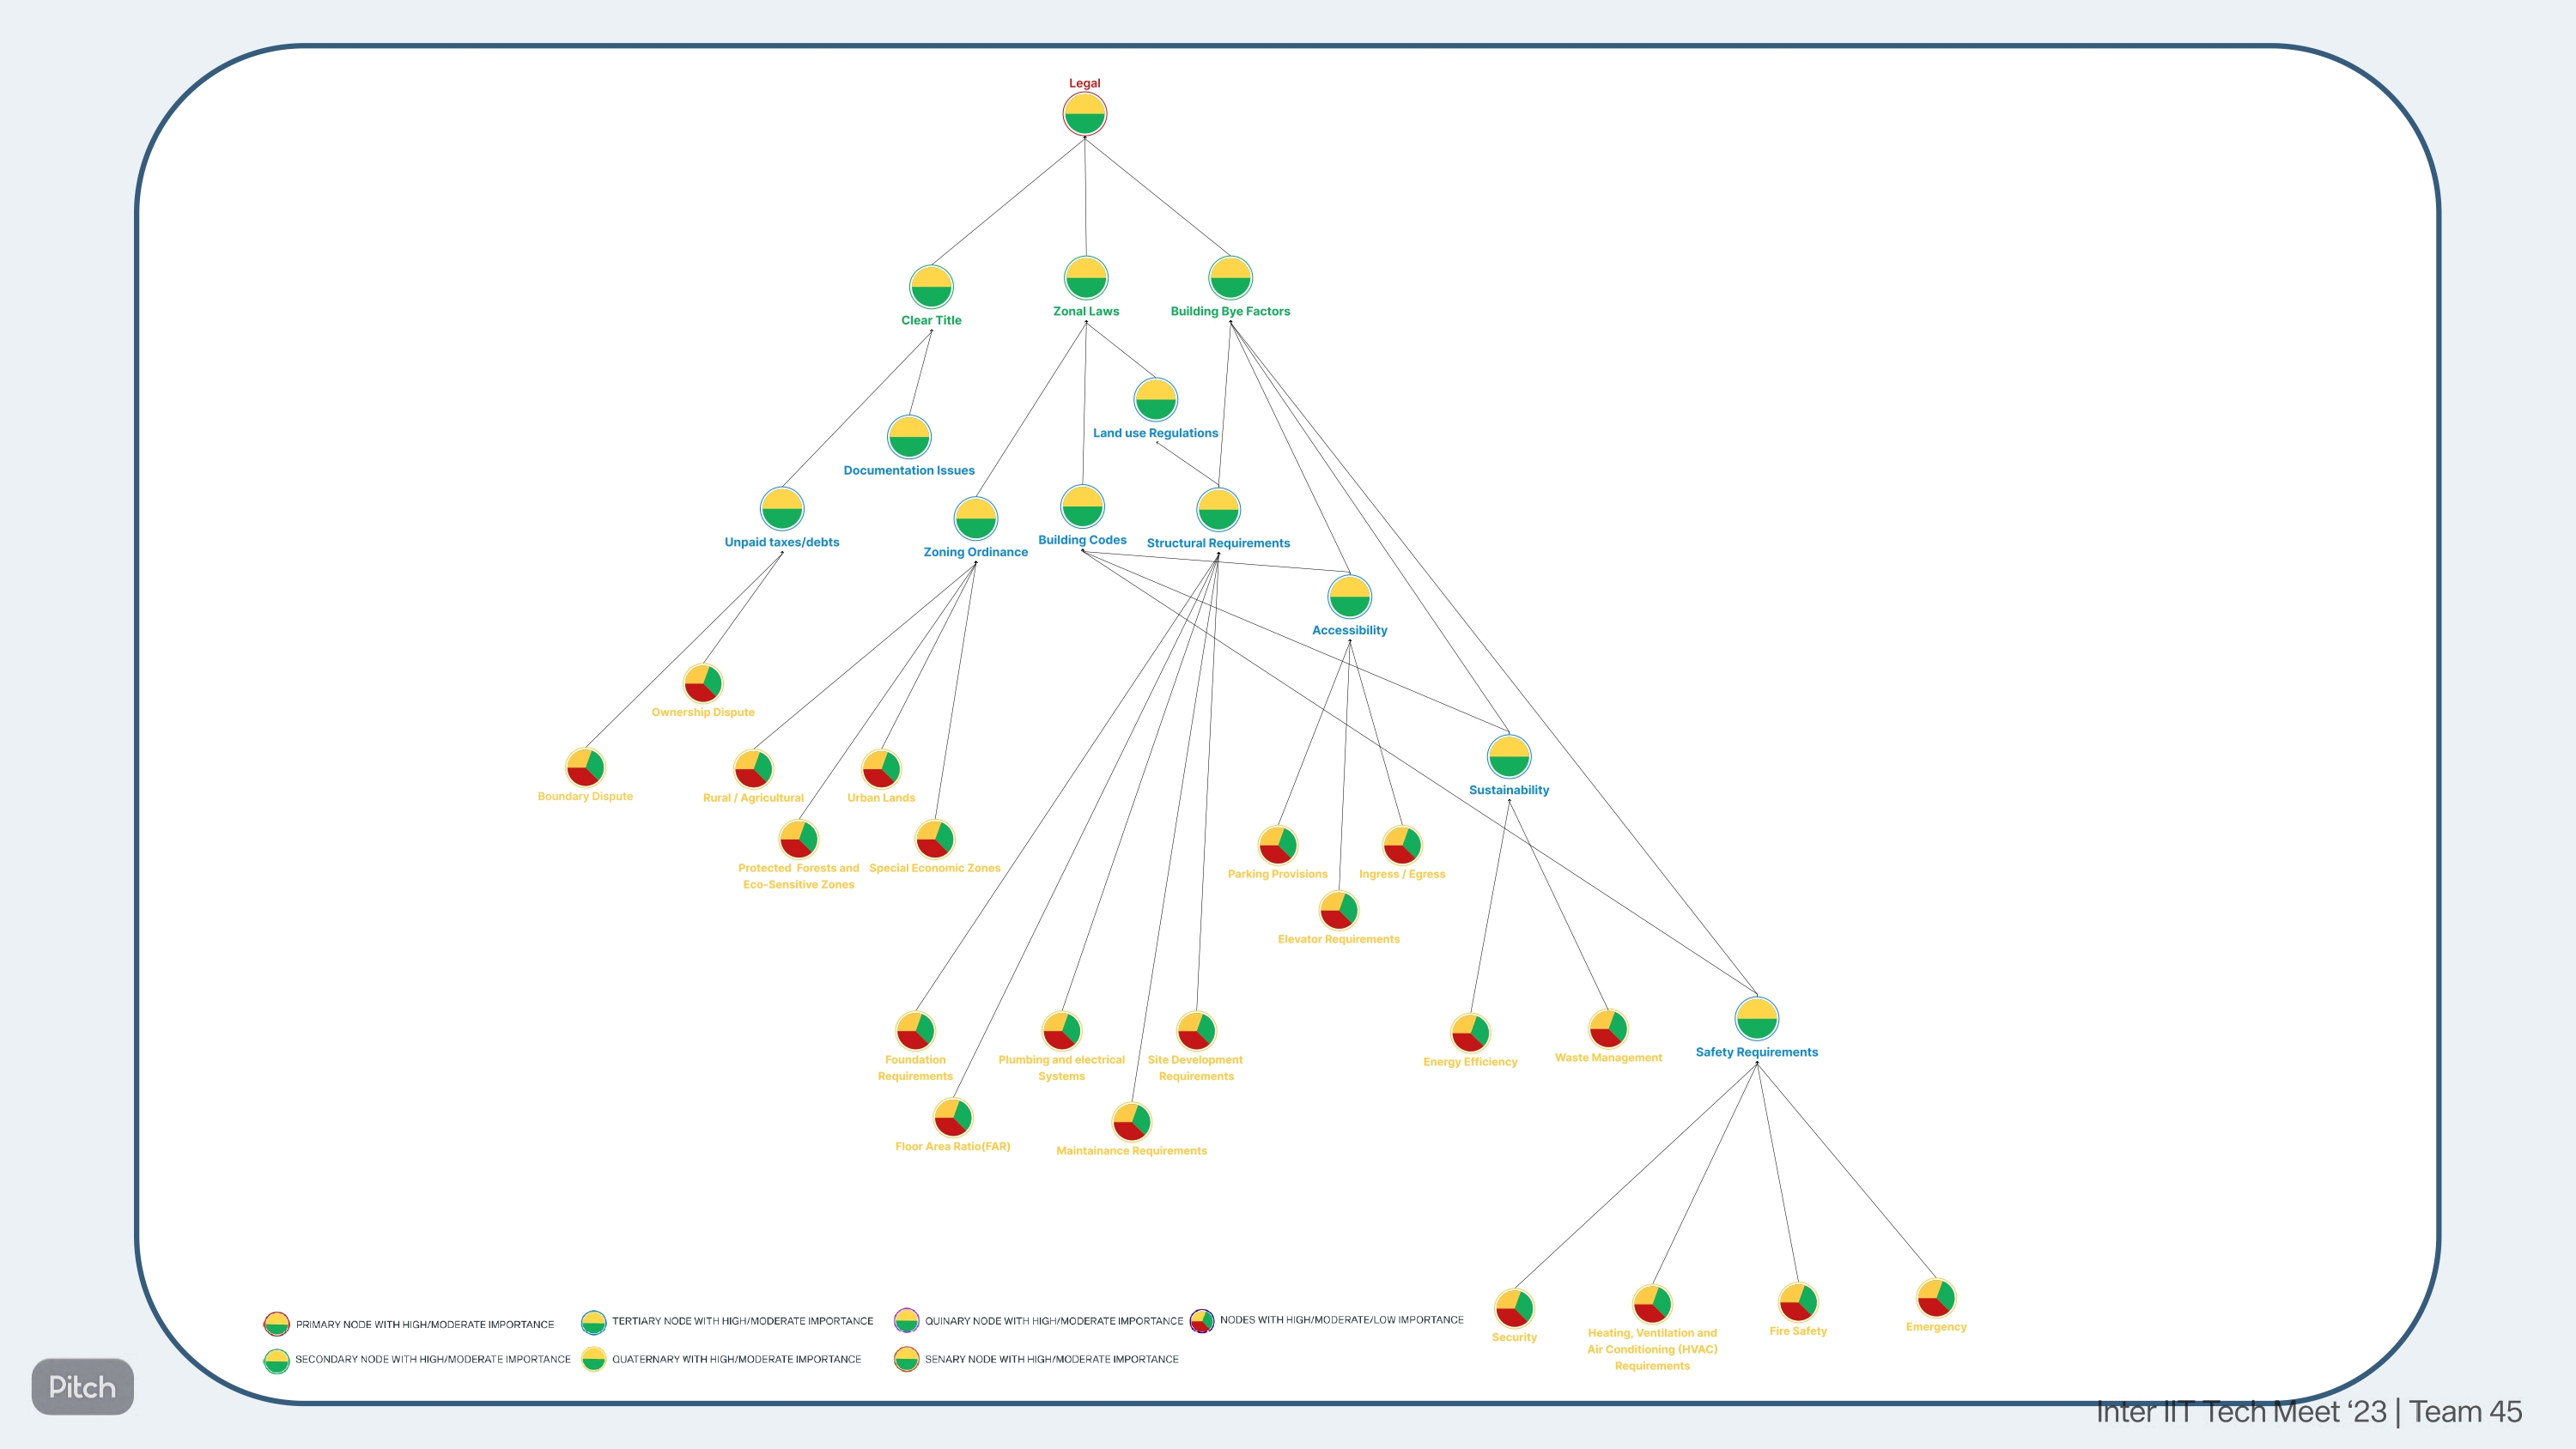 Legal
Clear Title
Zonal Laws
Building Bye Factors
Land use Regulations
Documentation Issues
Unpaid taxes/debts
Zoning Ordinance
Building Codes
Structural Requirements
Accessibility
Ownership Dispute
Boundary Dispute
Rural / Agricultural
Urban Lands
Sustainability
Protected Forests and
Eco-Sensitive Zones
Special Economic Zones
Parking Provisions
Ingress / Egress
Elevator Requirements
Foundation
Requirements
Plumbing and electrical
Systems
Site Development
Requirements
Energy Efficiency
Waste Management
Safety Requirements
Floor Area Ratio(FAR)
Maintainance Requirements
Security
Heating, Ventilation and
Air Conditioning (HVAC)
Requirements
Fire Safety
Emergency
PRIMARY NODE WITH HIGH/MODERATE IMPORTANCE
TERTIARY NODE WITH HIGH/MODERATE IMPORTANCE
QUINARY NODE WITH HIGH/MODERATE IMPORTANCE
NODES WITH HIGH/MODERATE/LOW IMPORTANCE
SECONDARY NODE WITH HIGH/MODERATE IMPORTANCE
QUATERNARY WITH HIGH/MODERATE IMPORTANCE
SENARY NODE WITH HIGH/MODERATE IMPORTANCE
Pitch
Inter IIT Tech Meet ‘23 | Team 45